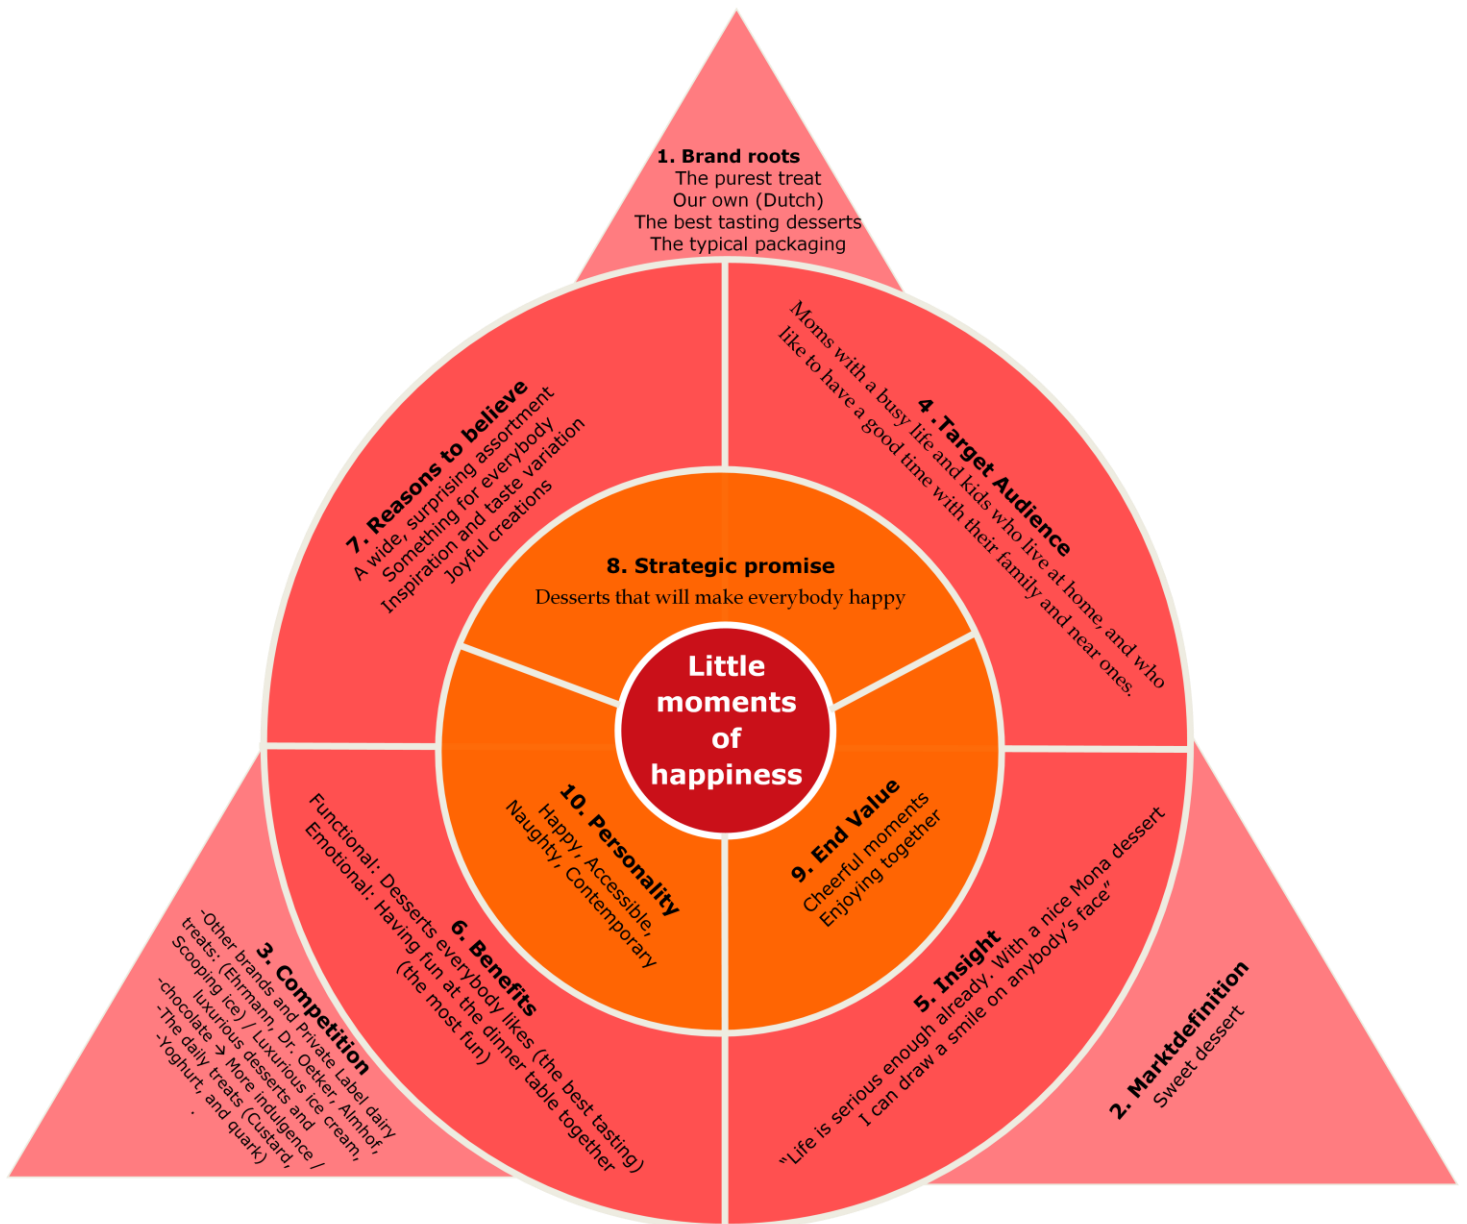 1. Brand roots
The purest treat
Our own (Dutch)
The best tasting desserts
The typical packaging
7. Reasons to believe
A wide, surprising assortment
Something for everybody
Inspiration and taste variation
Joyful creations
4 .Target Audience
Moms with a busy life and kids who live at home, and who
like to have a good time with their family and near ones.
8. Strategic promise
Desserts that will make everybody happy
Little
moments
of
happiness
10. Personality
Happy, Accessible,
Naughty, Contemporary
9. End Value
Cheerful moments
Enjoying together
6. Benefits
Functional: Desserts everybody likes (the best tasting)
Emotional: Having fun at the dinner table together
(the most fun)
5. Insight
“Life is serious enough already. With a nice Mona dessert
I can draw a smile on anybody’s face”
3. Competition
-Other brands and Private Label dairy
treats: (Ehrmann, Dr. Oetker, Almhof,
Scooping ice) / Luxurious ice cream,
luxurious desserts and
-chocolate → More indulgence /
-The daily treats (Custard,
-Yoghurt, and quark)
.
2. Marktdefinition
Sweet dessert